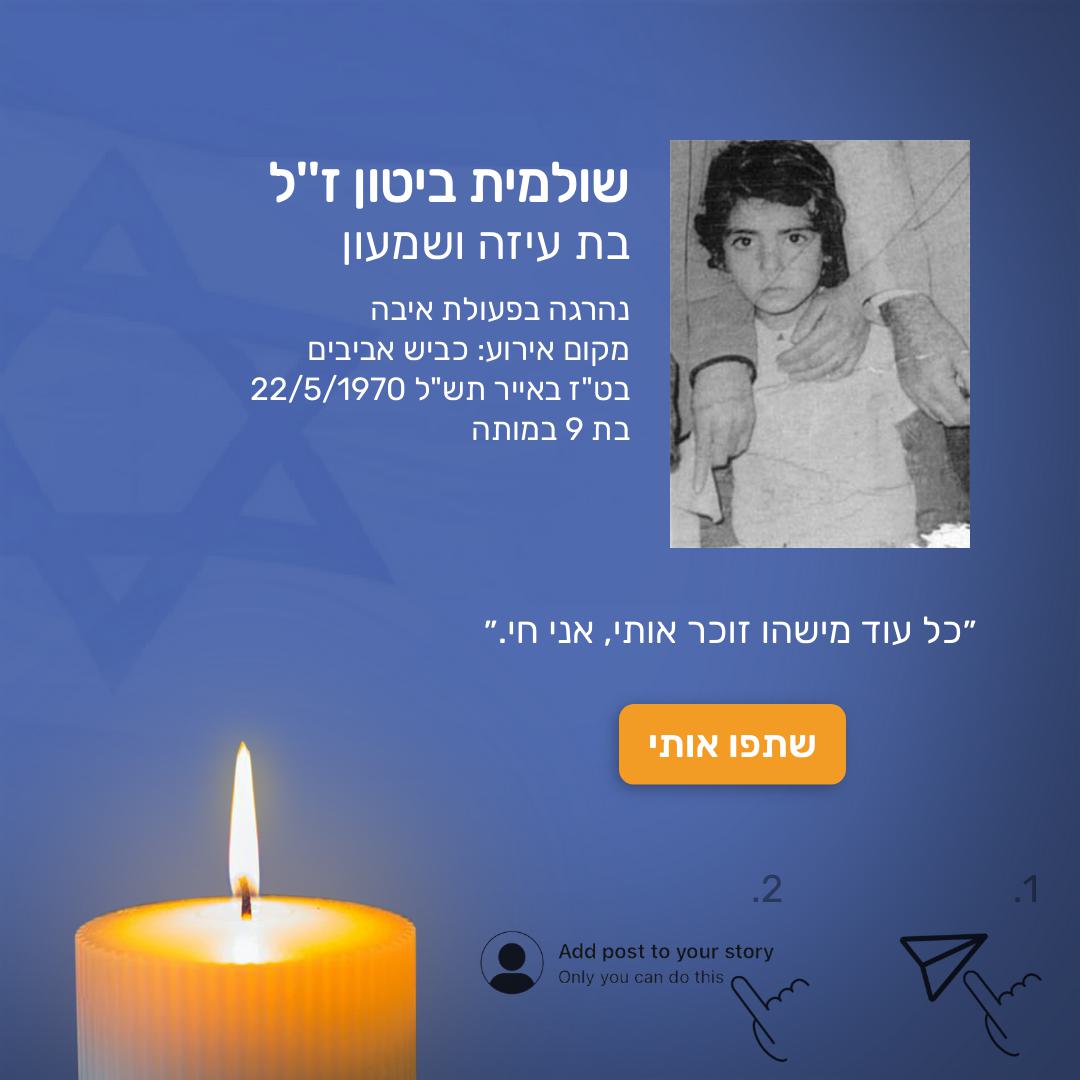 שולמית ביטון ז"ל
בת עיזה ושמעון
נהרגה בפעולת איבה
מקום אירוע: כביש אביבים
בט"ז באייר תש"ל 22/5/1970
בת 9 במותה
״כל עוד מישהו זוכר אותי, אני חי.״
שתפו אותי
1.
2.
Add post to your story
Only you can do this